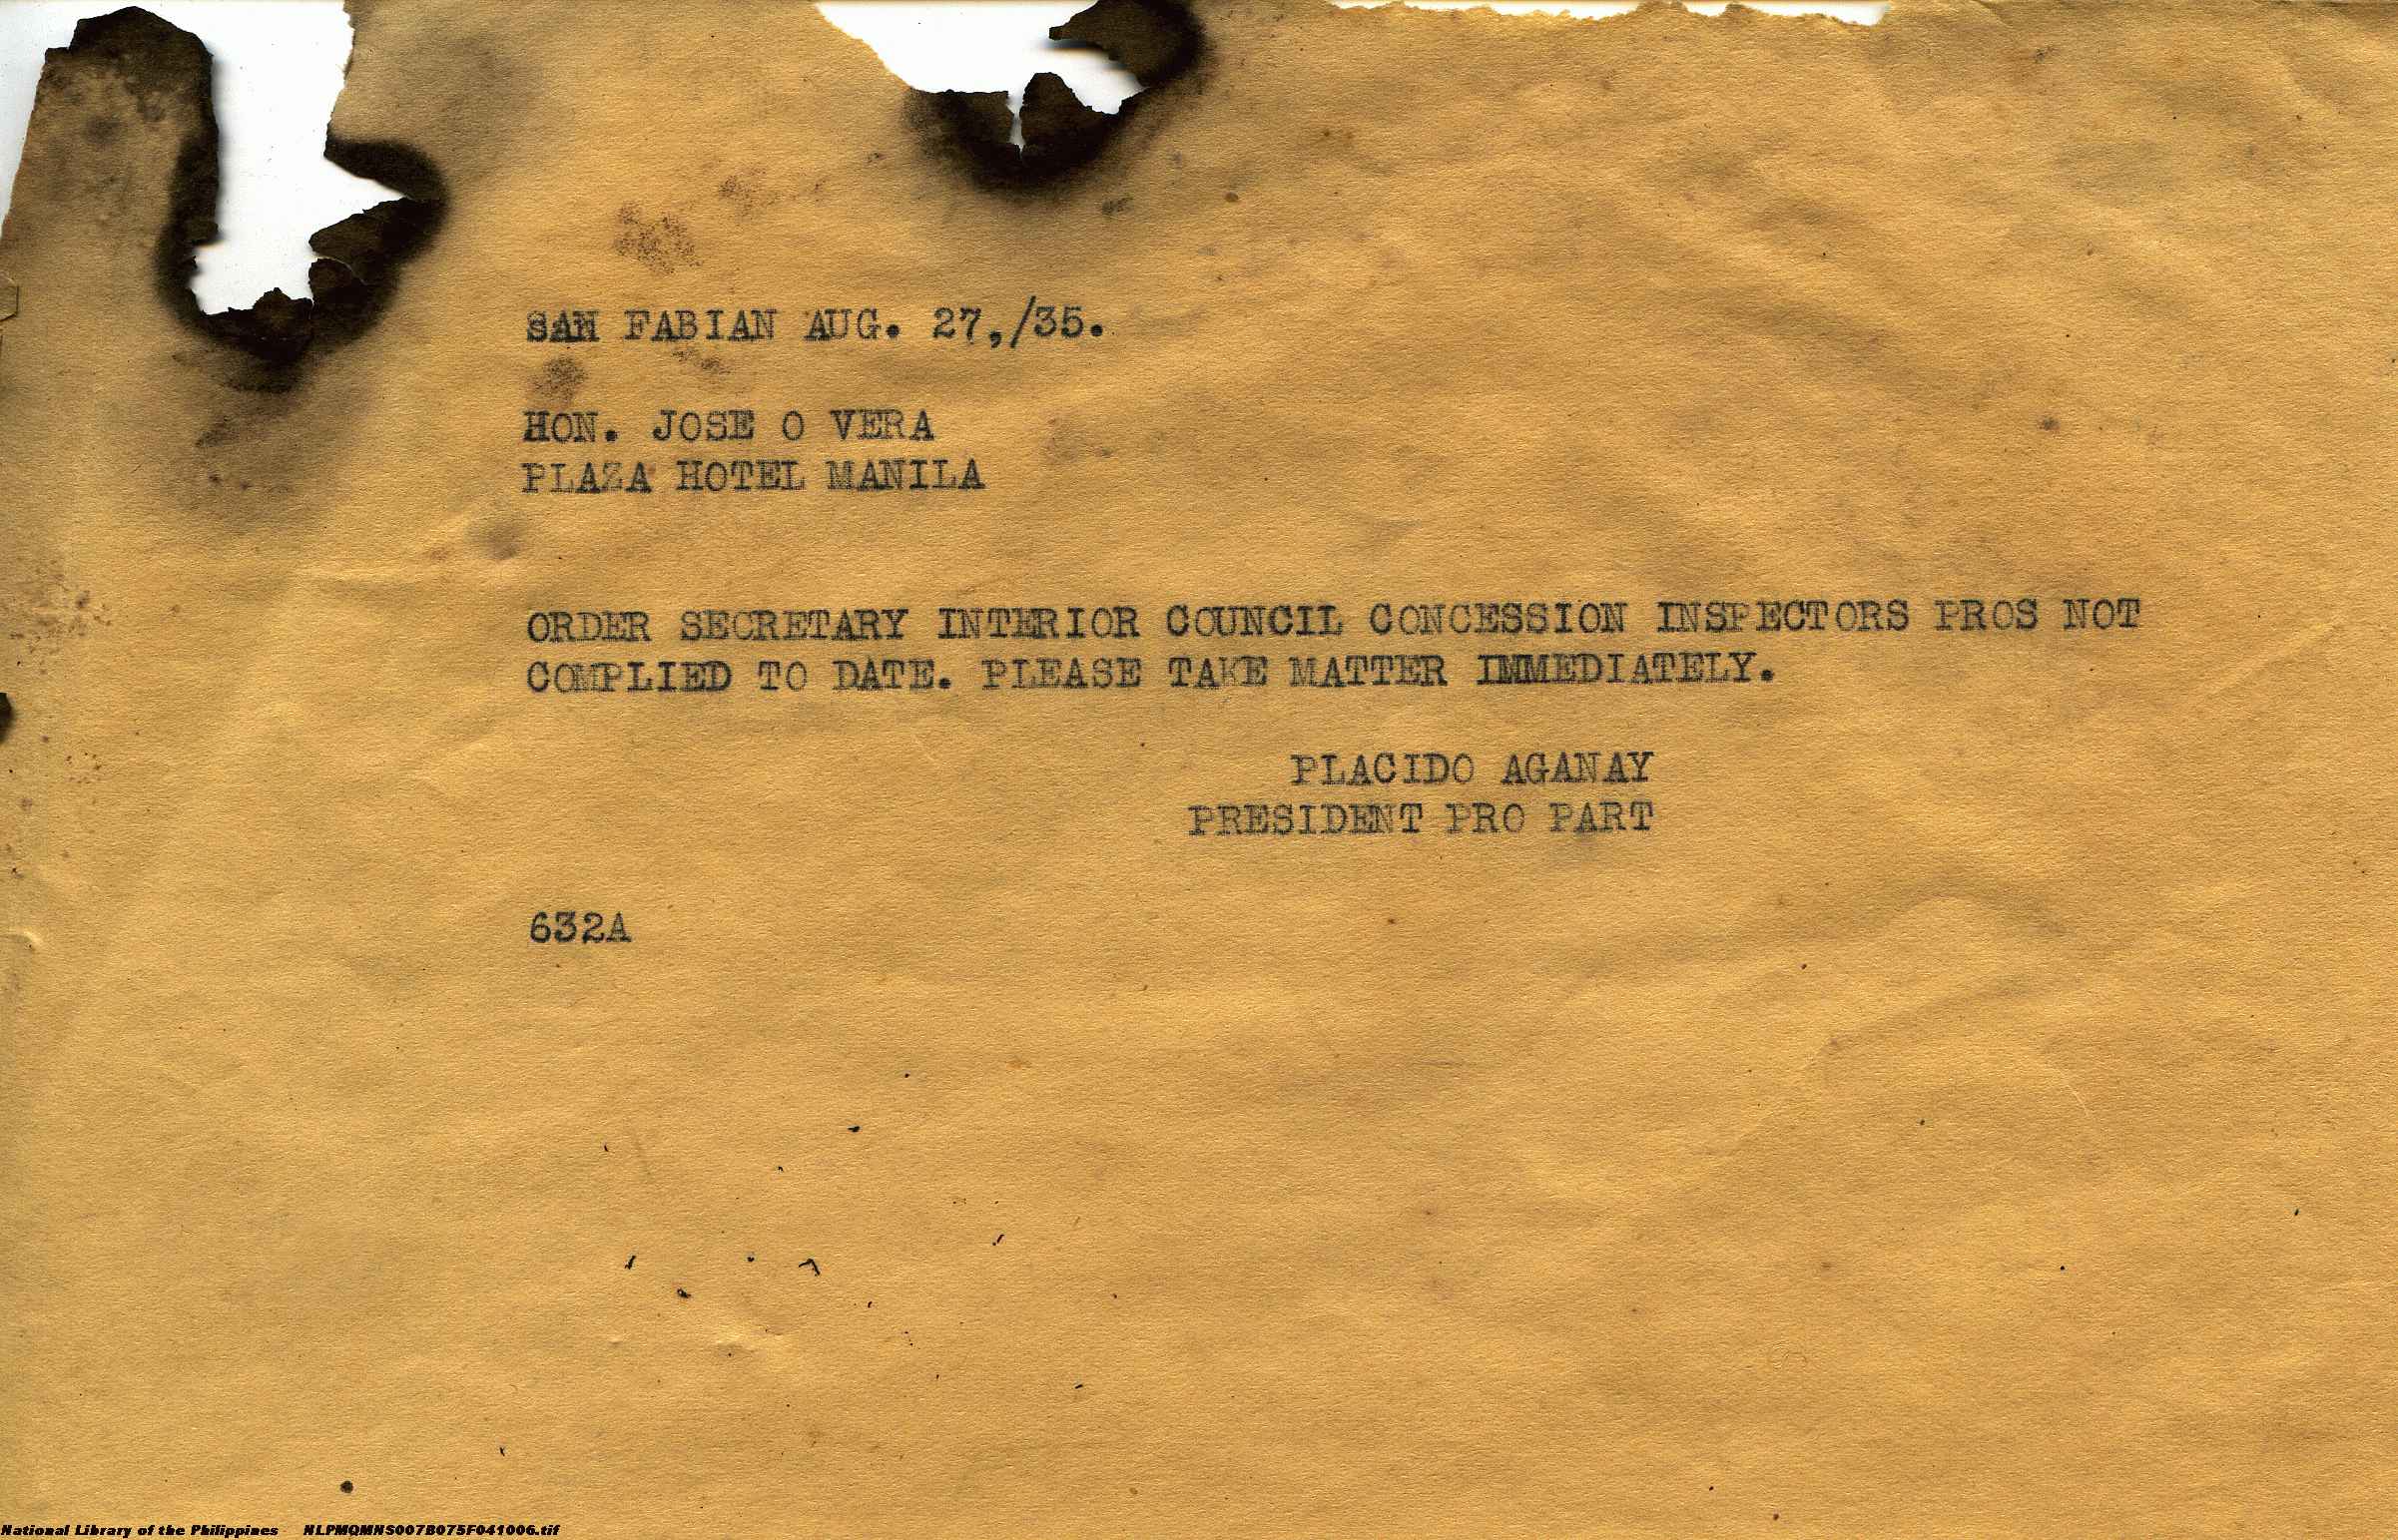 SAN FABIAN AUG. 27,/35.
HON. JOSE O VERA
PLAZA HOTEL MANILA
ORDER SECRETARY INTERIOR COUNCIL CONCESSION INSPECTORS PROS NOT
COMPLIED TO DATE. PLEASE TAKE MATTER IMMEDIATELY.
PLACIDO AGANAY
PRESIDENT PRO PART
632A
National Library of the Philippines NLPMQMNS007B075F041006.tif